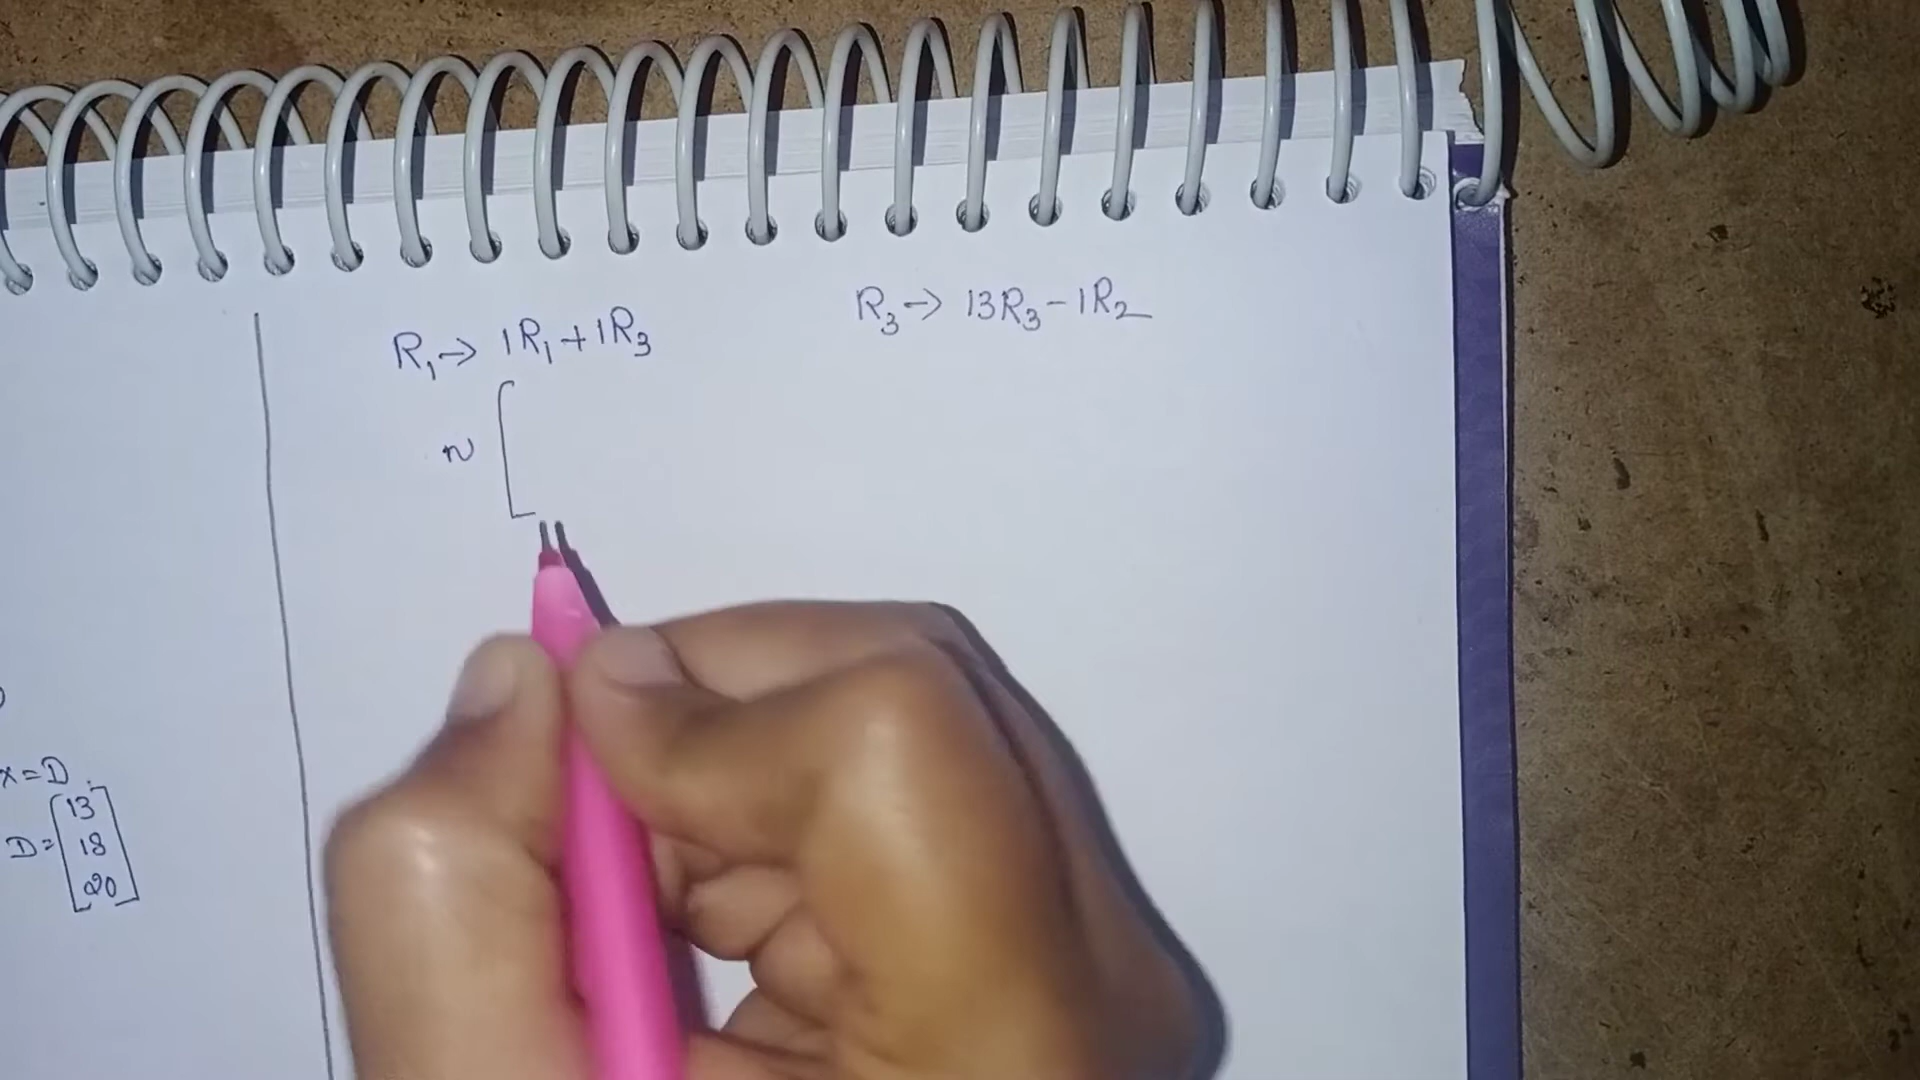 x=D.
D=[13
18
20]
R₁→ 1R₁+1R₃
~ [
R₃→ 13R₃-1R₂